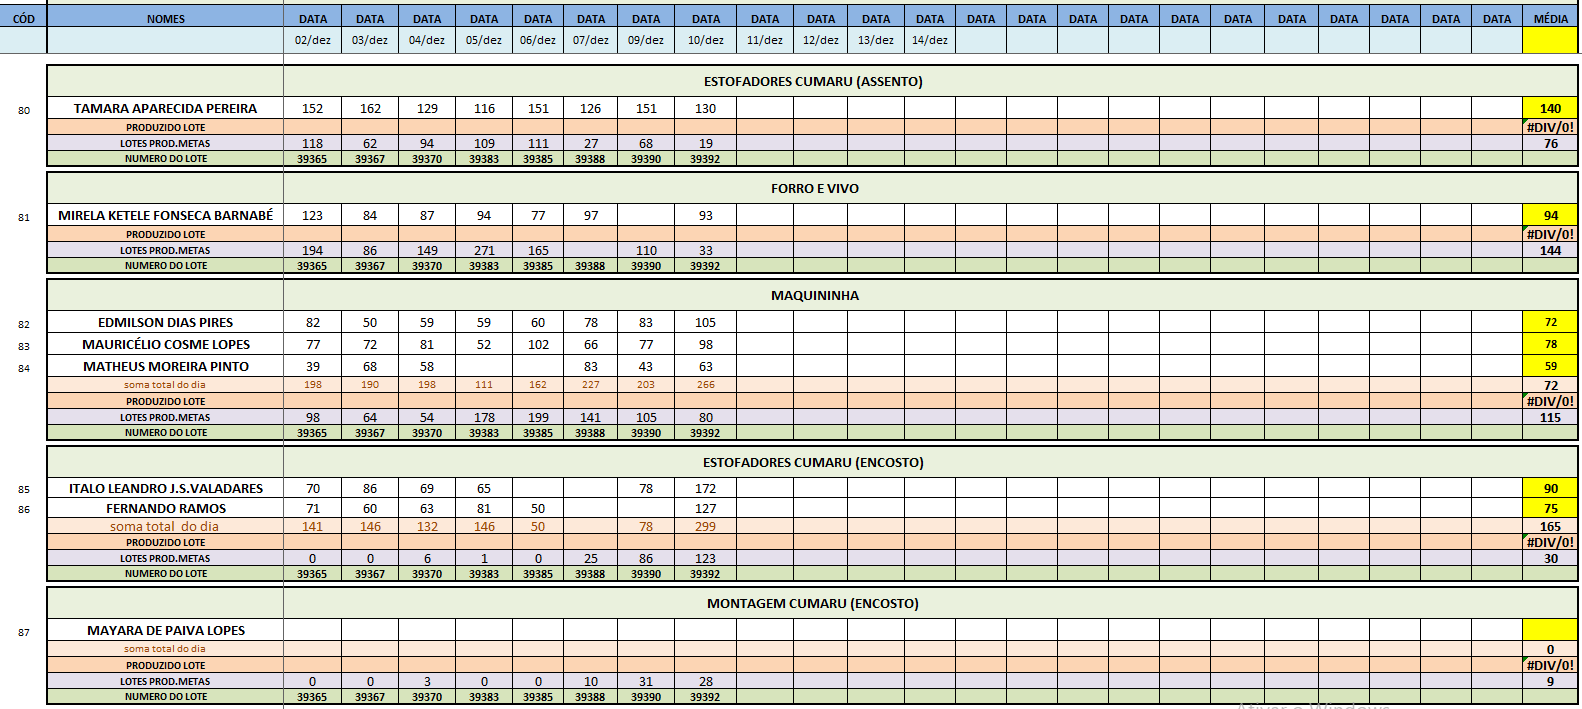 CÓD NOMES DATA DATA DATA DATA DATA DATA DATA DATA DATA DATA DATA DATA DATA DATA DATA DATA DATA DATA DATA DATA DATA DATA DATA MÉDIA
02/dez 03/dez 04/dez 05/dez 06/dez 07/dez 09/dez 10/dez 11/dez 12/dez 13/dez 14/dez
ESTOFADORES CUMARU (ASSENTO)
80 TAMARA APARECIDA PEREIRA 152 162 129 116 151 126 151 130 140
PRODUZIDO LOTE #DIV/0!
LOTES PROD.METAS 118 62 94 109 111 27 68 19 76
NUMERO DO LOTE 39365 39367 39370 39383 39385 39388 39390 39392
FORRO E VIVO
81 MIRELA KETELE FONSECA BARNABÉ 123 84 87 94 77 97 93 94
PRODUZIDO LOTE #DIV/0!
LOTES PROD.METAS 194 86 149 271 165 110 33 144
NUMERO DO LOTE 39365 39367 39370 39383 39385 39388 39390 39392
MAQUININHA
82 EDMILSON DIAS PIRES 82 50 59 59 60 78 83 105 72
83 MAURICÉLIO COSME LOPES 77 72 81 52 102 66 77 98 78
84 MATHEUS MOREIRA PINTO 39 68 58 83 43 63 59
soma total do dia 198 190 198 111 162 227 203 266 72
PRODUZIDO LOTE #DIV/0!
LOTES PROD.METAS 98 64 54 178 199 141 105 80 115
NUMERO DO LOTE 39365 39367 39370 39383 39385 39388 39390 39392
ESTOFADORES CUMARU (ENCOSTO)
85 ITALO LEANDRO J.S.VALADARES 70 86 69 65 78 172 90
86 FERNANDO RAMOS 71 60 63 81 50 127 75
soma total do dia 141 146 132 146 50 78 299 165
PRODUZIDO LOTE #DIV/0!
LOTES PROD.METAS 0 0 6 1 0 25 86 123 30
NUMERO DO LOTE 39365 39367 39370 39383 39385 39388 39390 39392
MONTAGEM CUMARU (ENCOSTO)
87 MAYARA DE PAIVA LOPES
soma total do dia 0
PRODUZIDO LOTE #DIV/0!
LOTES PROD.METAS 0 0 3 0 0 10 31 28 9
NUMERO DO LOTE 39365 39367 39370 39383 39385 39388 39390 39392